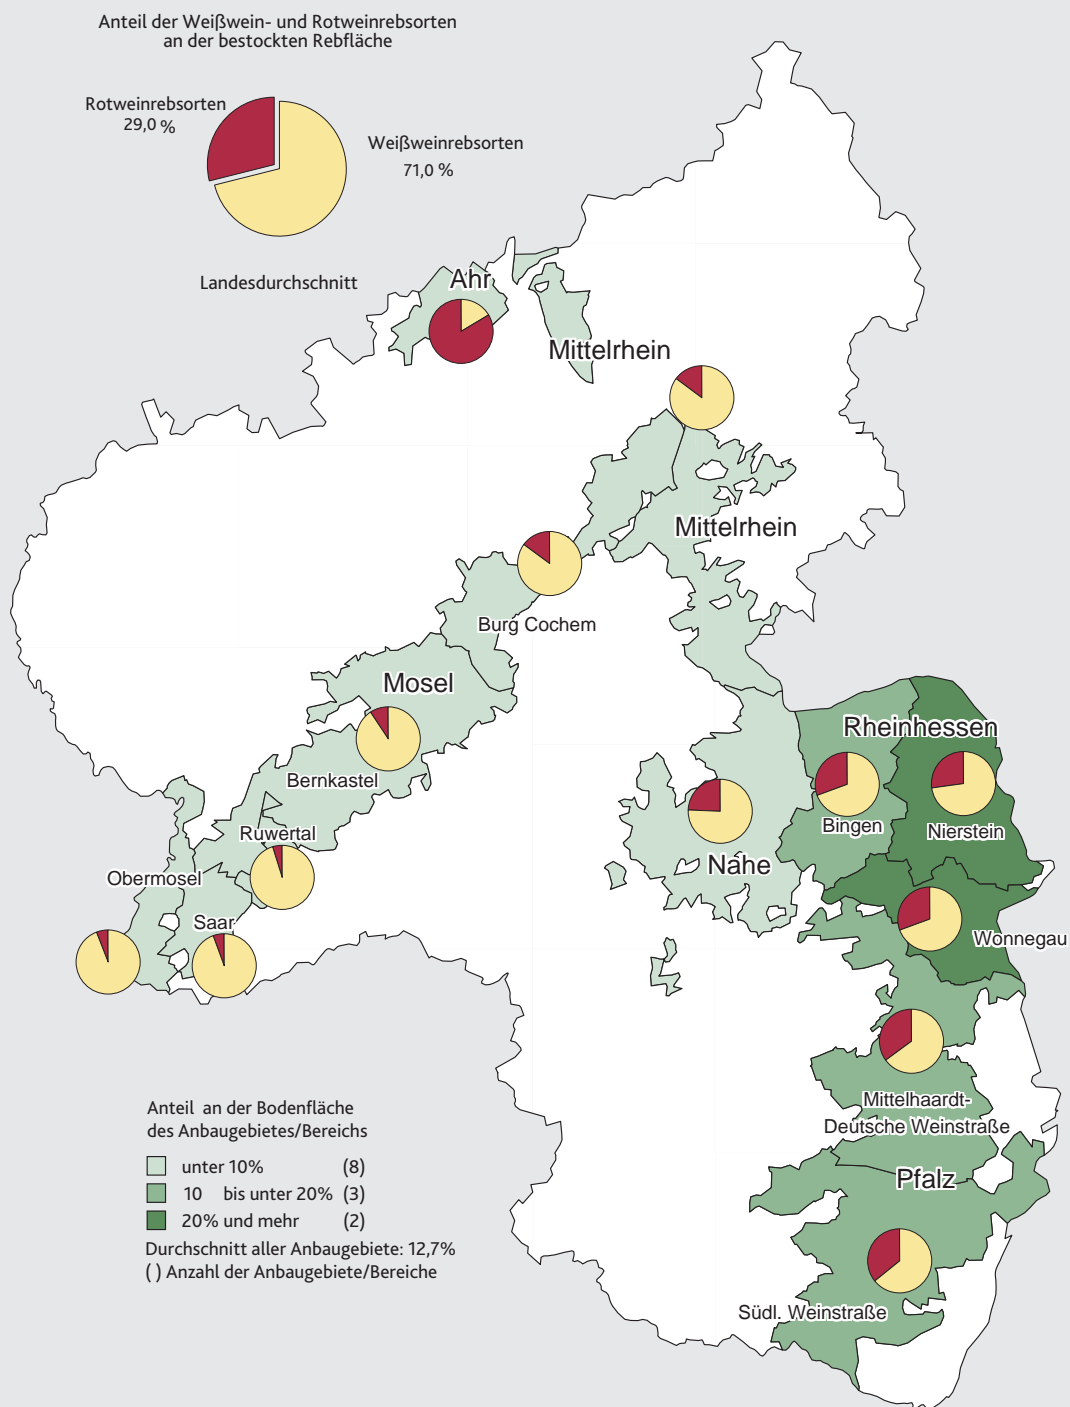 Anteil der Weißwein- und Rotweinrebsorten
an der bestockten Rebfläche
Rotweinrebsorten
29,0 %
Weißweinrebsorten
71,0 %
Landesdurchschnitt
Ahr
Mittelrhein
Mittelrhein
Burg Cochem
Mosel
Bernkastel
Ruwertal
Obermosel
Saar
Rheinhessen
Bingen
Nierstein
Nahe
Wonnegau
Mittelhaardt-
Deutsche Weinstraße
Pfalz
Südl. Weinstraße
Anteil an der Bodenfläche
des Anbaugebietes/Bereichs
unter 10% (8)
10 bis unter 20% (3)
20% und mehr (2)
Durchschnitt aller Anbaugebiete: 12,7%
( ) Anzahl der Anbaugebiete/Bereiche